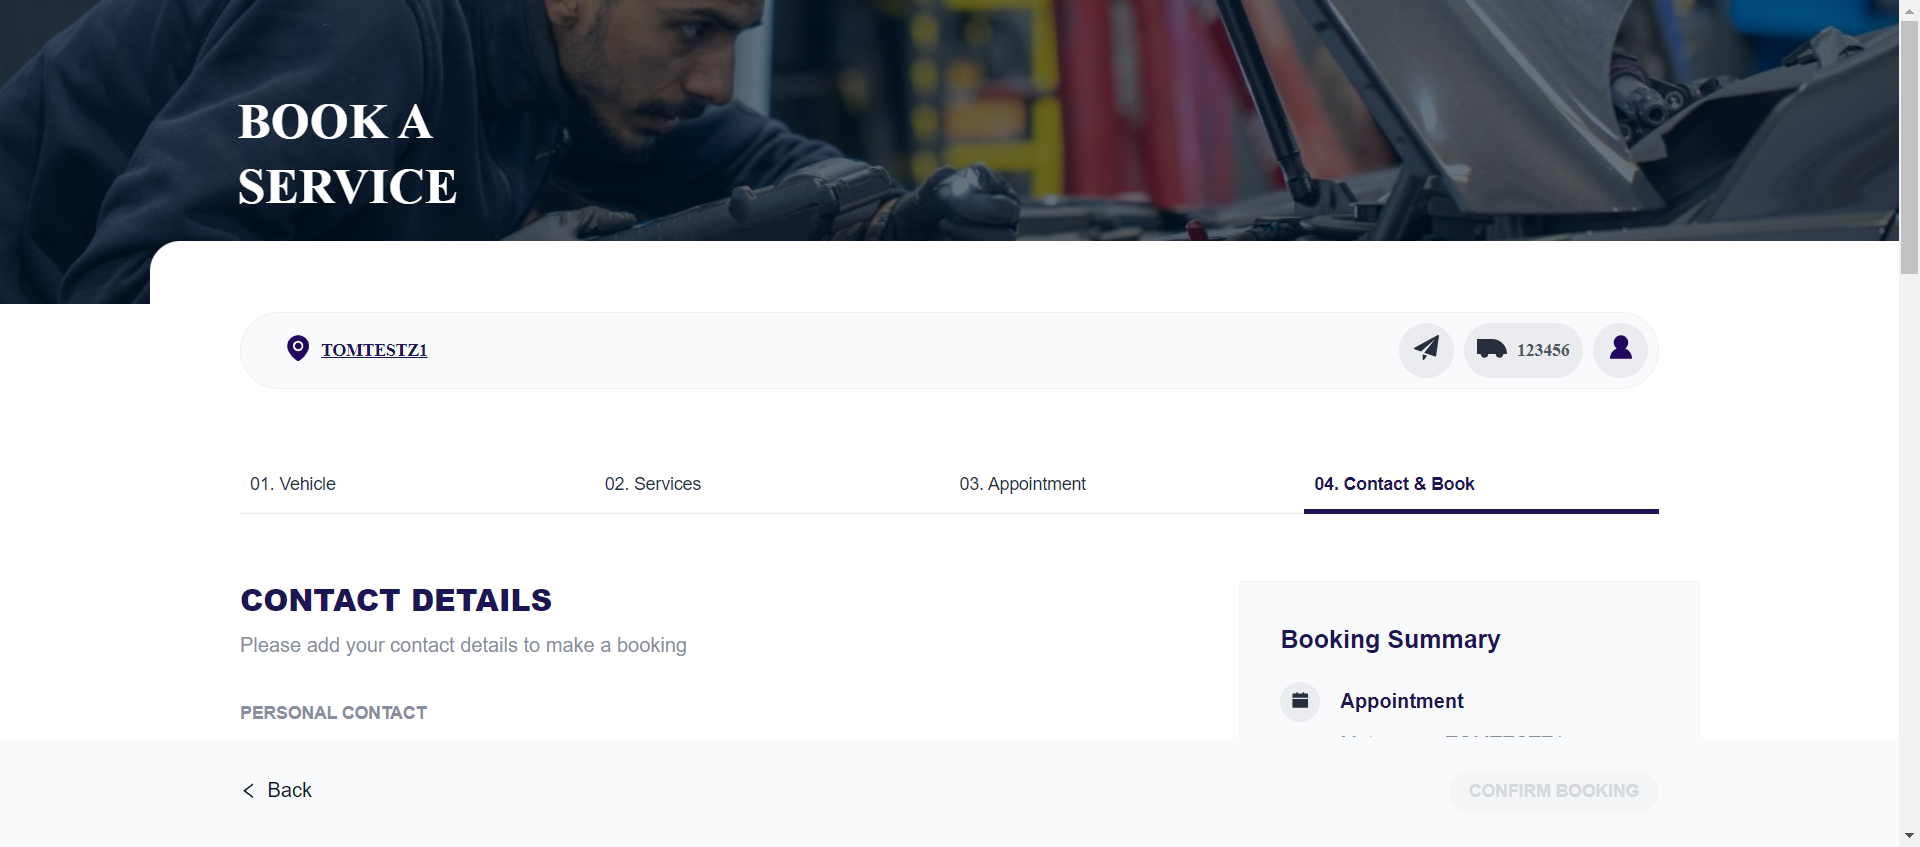 BOOK A
SERVICE
TOMTESTZ1
123456
01. Vehicle
02. Services
03. Appointment
04. Contact & Book
CONTACT DETAILS
Please add your contact details to make a booking
PERSONAL CONTACT
Booking Summary
Appointment
Back
CONFIRM BOOKING